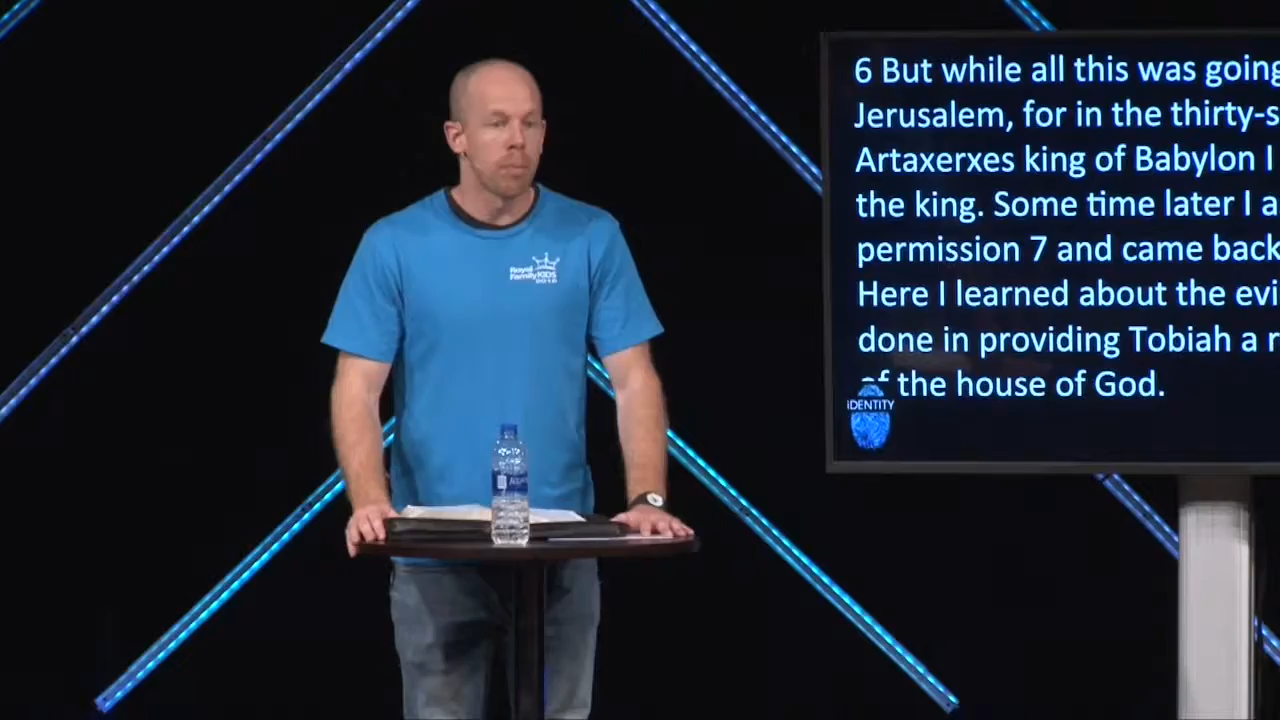 6 But while all this was going
Jerusalem, for in the thirty-s
Artaxerxes king of Babylon I
the king. Some time later I a
permission 7 and came back
Here I learned about the evi
done in providing Tobiah a r
of the house of God.
iDENTITY
Royal
Family KIDS
2016